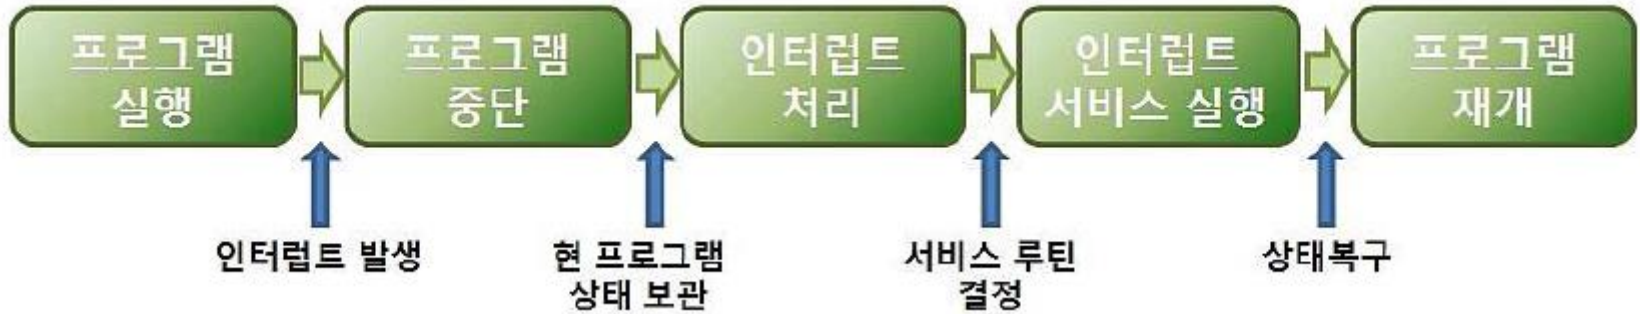 프로그램
실행
프로그램
중단
인터럽트
처리
인터럽트
서비스 실행
프로그램
재개
인터럽트 발생
현 프로그램
상태 보관
서비스 루틴
결정
상태복구